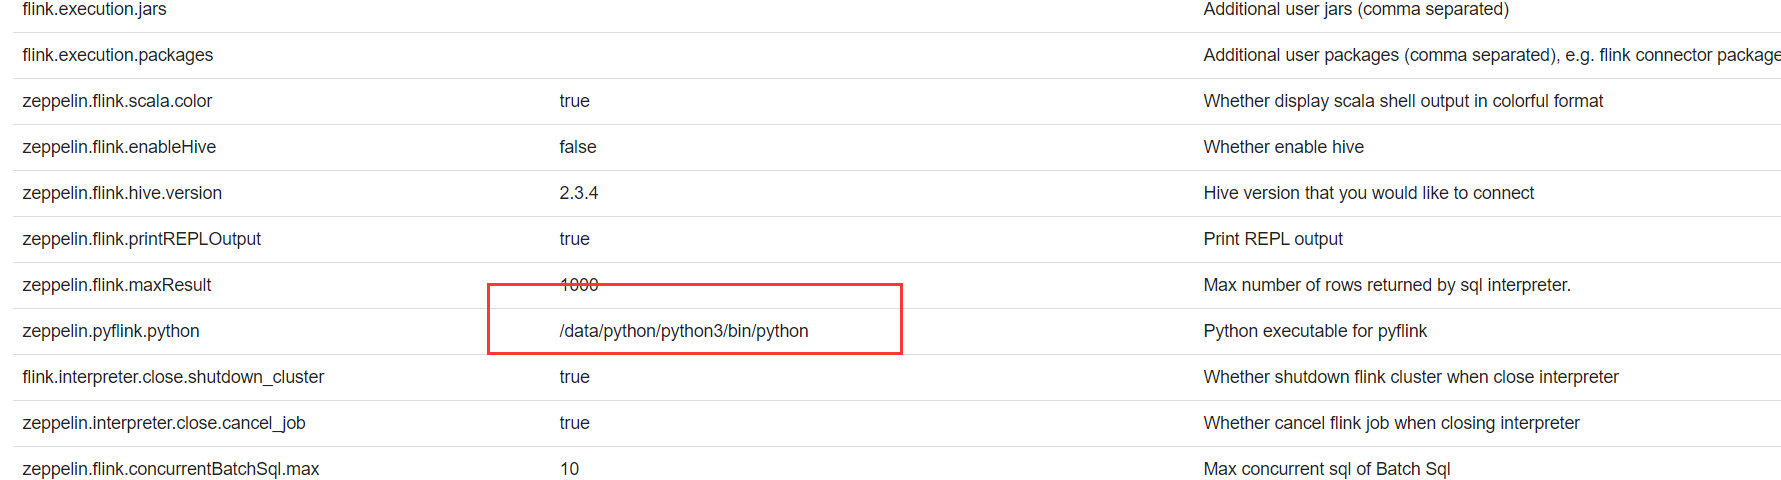 flink.execution.jars Additional user jars (comma separated)
flink.execution.packages Additional user packages (comma separated), e.g. flink connector package
zeppelin.flink.scala.color true Whether display scala shell output in colorful format
zeppelin.flink.enableHive false Whether enable hive
zeppelin.flink.hive.version 2.3.4 Hive version that you would like to connect
zeppelin.flink.printREPLOutput true Print REPL output
zeppelin.flink.maxResult 1000 Max number of rows returned by sql interpreter.
zeppelin.pyflink.python /data/python/python3/bin/python Python executable for pyflink
flink.interpreter.close.shutdown_cluster true Whether shutdown flink cluster when close interpreter
zeppelin.interpreter.close.cancel_job true Whether cancel flink job when closing interpreter
zeppelin.flink.concurrentBatchSql.max 10 Max concurrent sql of Batch Sql